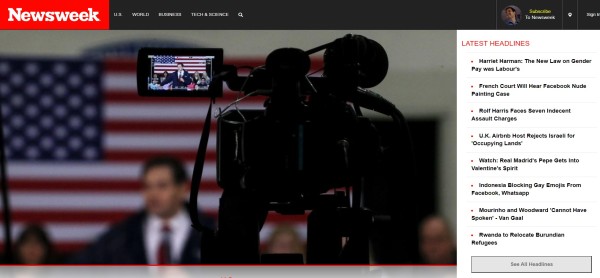 Newsweek
U.S. WORLD BUSINESS TECH & SCIENCE
Subscribe
To Newsweek
Sign in
LATEST HEADLINES
Harriet Harman: The New Law on Gender
Pay was Labour's
French Court Will Hear Facebook Nude
Painting Case
Rolf Harris Faces Seven Indecent
Assault Charges
U.K. Airbnb Host Rejects Israeli for
'Occupying Lands'
Watch: Real Madrid's Pepe Gets Into
Valentine's Spirit
Indonesia Blocking Gay Emojis From
Facebook, Whatsapp
Mourinho and Woodward 'Cannot Have
Spoken' - Van Gaal
Rwanda to Relocate Burundian
Refugees
See All Headlines